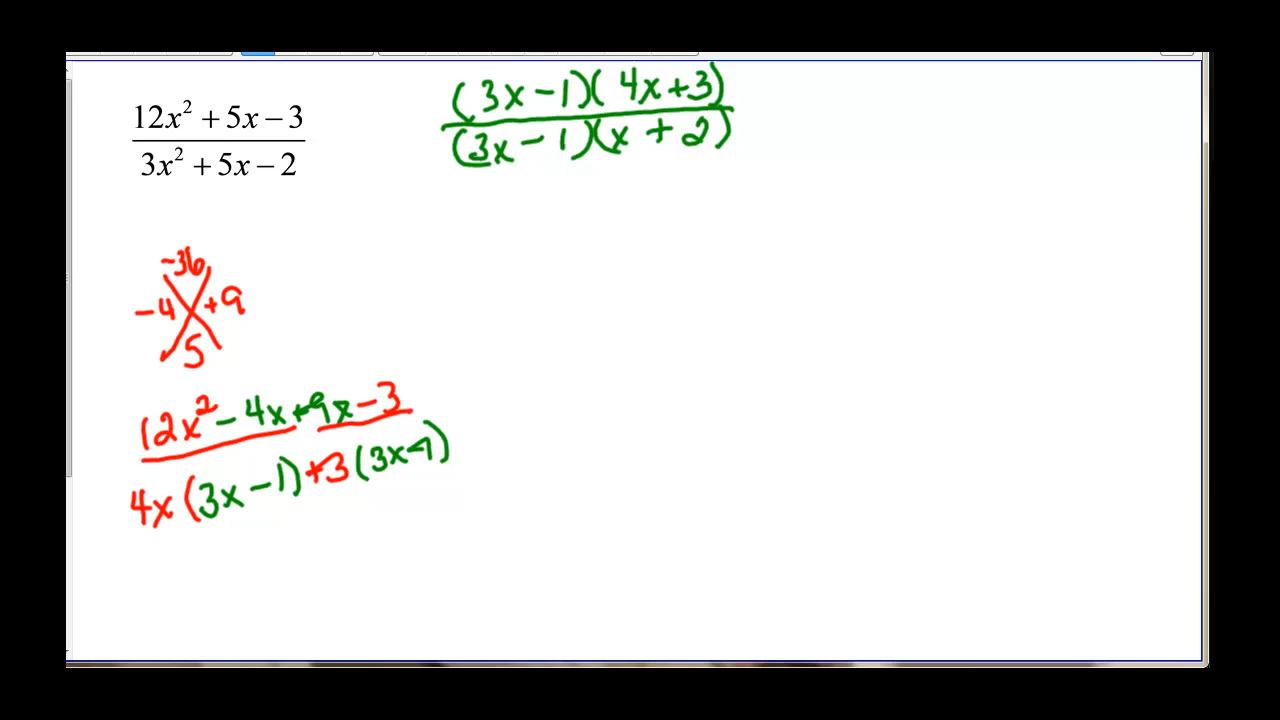 12x² + 5x − 3
3x² + 5x − 2
(3x − 1)(4x + 3)
(3x − 1)(x + 2)
−36
−4 +9
5
12x² − 4x + 9x − 3
4x (3x − 1) + 3 (3x − 1)